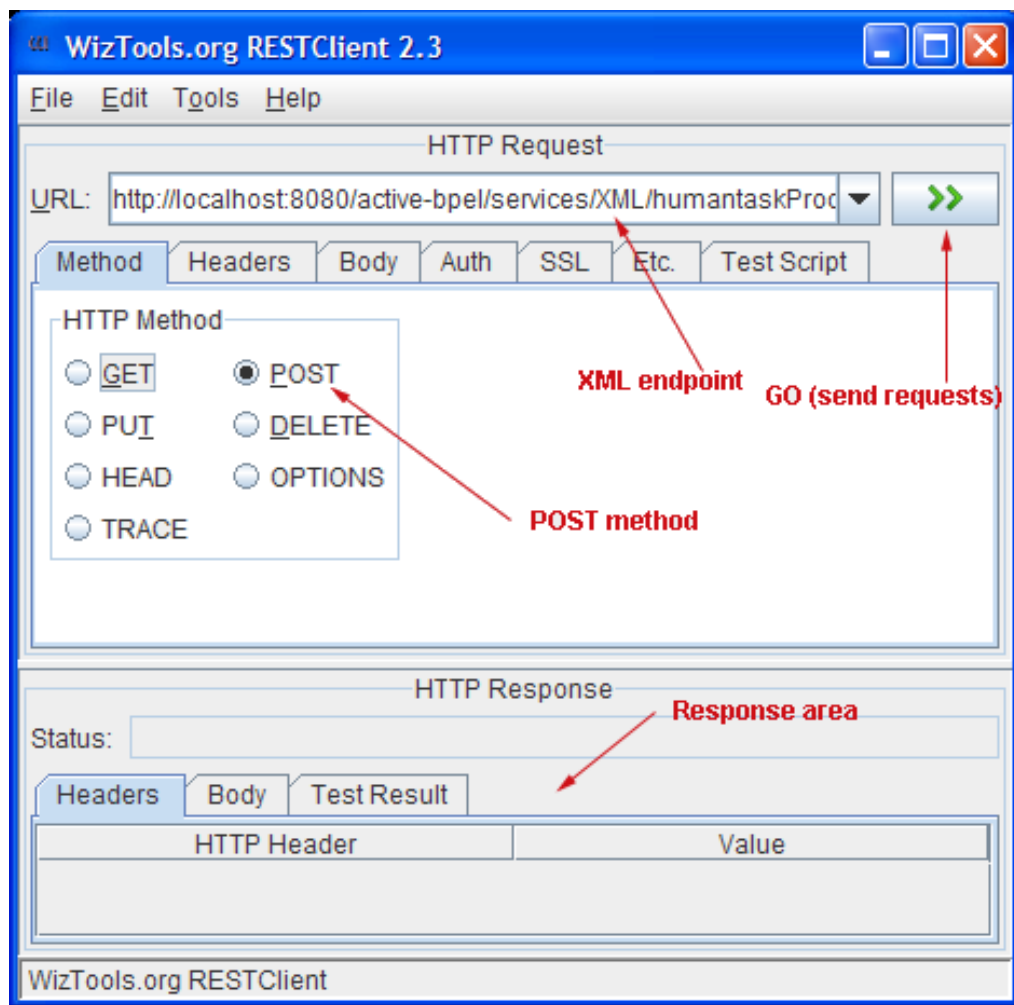 WizTools.org RESTClient 2.3
File Edit Tools Help
HTTP Request
URL: http://localhost:8080/active-bpel/services/XML/humantaskProc
Method Headers Body Auth SSL Etc. Test Script
HTTP Method
GET POST
XML endpoint
GO (send requests)
PUT DELETE
HEAD OPTIONS
POST method
TRACE
HTTP Response
Response area
Status:
Headers Body Test Result
HTTP Header Value
WizTools.org RESTClient